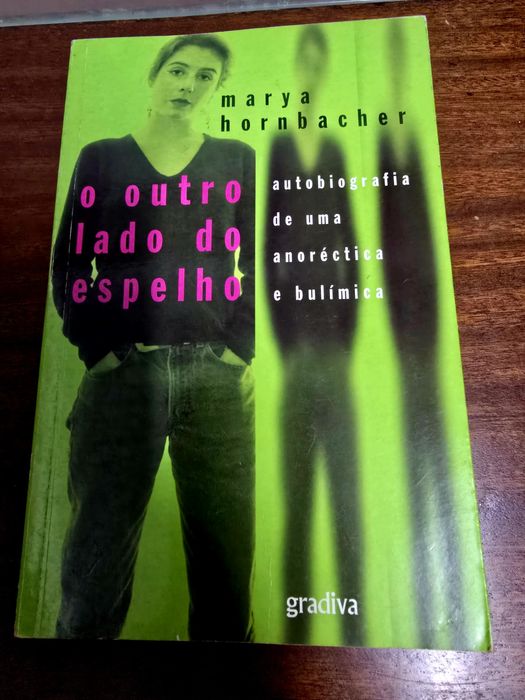 marya
hornbacher
o outro
lado do
espelho
autobiografia
de uma
anoréctica
e bulímica
gradiva